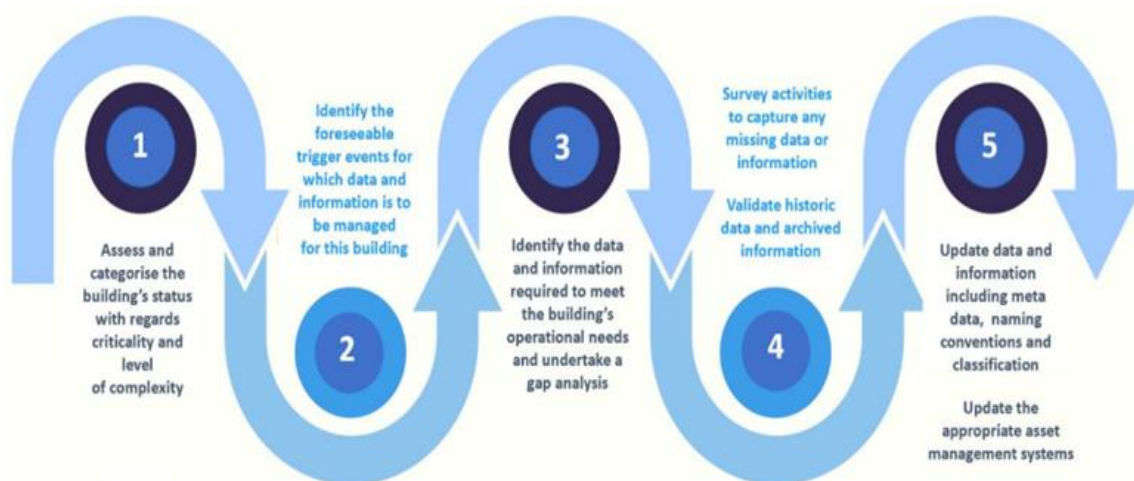 1
Assess and
categorise the
building's status
with regards
criticality and
level
of complexity
Identify the
foreseeable
trigger events for
which data and
information is to
be managed
for this building
2
3
Identify the data
and information
required to meet
the building's
operational needs
and undertake a
gap analysis
Survey activities
to capture any
missing data or
information
Validate historic
data and archived
information
4
5
Update data and
information
including meta
data, naming
conventions and
classification
Update the
appropriate asset
management systems